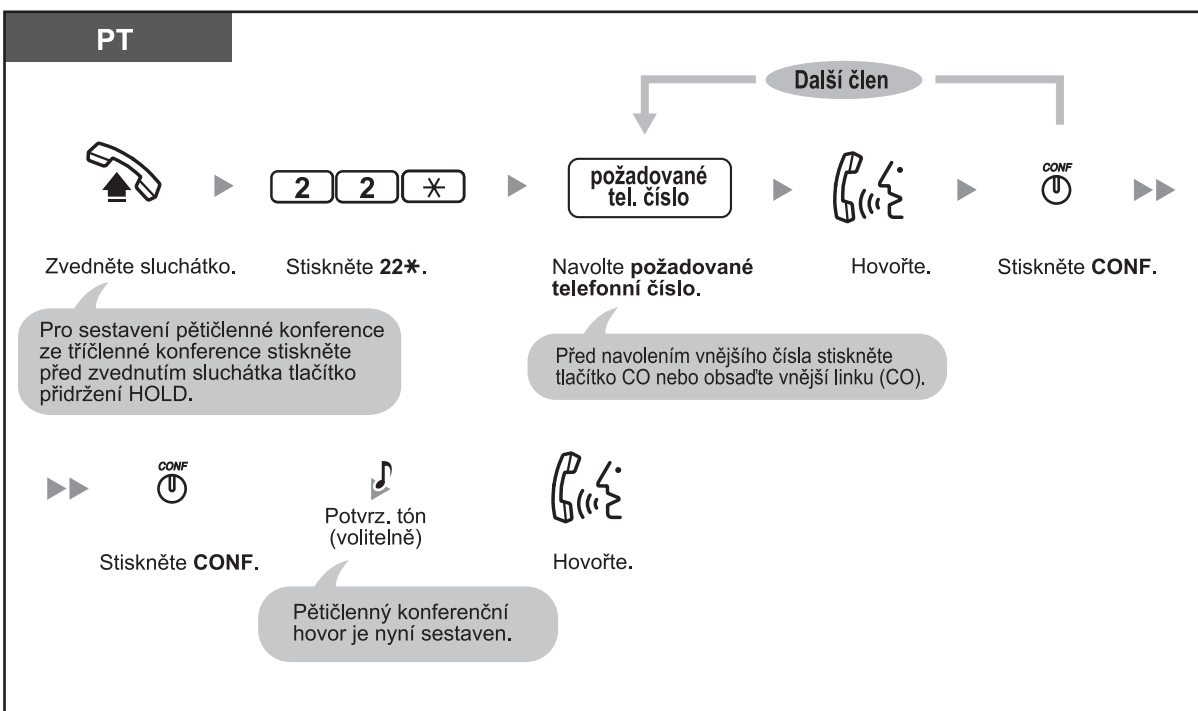 PT
Další člen
CONF
2 2 *
požadované
tel. číslo
Zvedněte sluchátko.
Stiskněte 22*.
Navolte požadované
telefonní číslo.
Hovořte.
Stiskněte CONF.
Pro sestavení pětičlenné konference
ze tříčlenné konference stiskněte
před zvednutím sluchátka tlačítko
přidržení HOLD.
Před navolením vnějšího čísla stiskněte
tlačítko CO nebo obsaďte vnější linku (CO).
CONF
Stiskněte CONF.
Potvrz. tón
(volitelně)
Hovořte.
Pětičlenný konferenční
hovor je nyní sestaven.